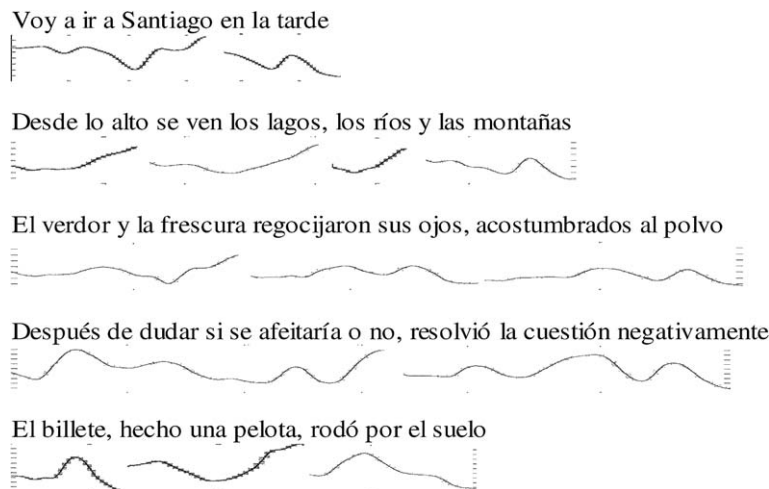 Voy a ir a Santiago en la tarde
Desde lo alto se ven los lagos, los ríos y las montañas
El verdor y la frescura regocijaron sus ojos, acostumbrados al polvo
Después de dudar si se afeitaría o no, resolvió la cuestión negativamente
El billete, hecho una pelota, rodó por el suelo